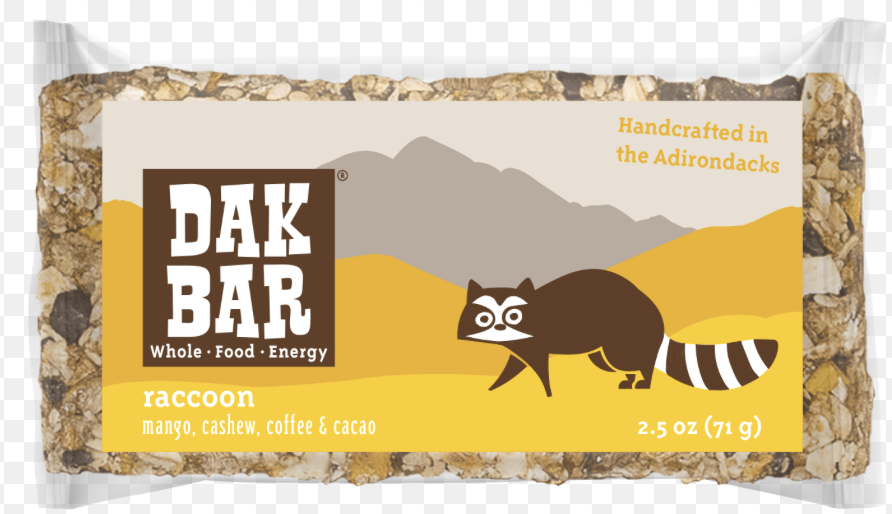 Handcrafted in
the Adirondacks
DAK
BAR
®
Whole · Food · Energy
raccoon
mango, cashew, coffee & cacao
2.5 oz (71 g)